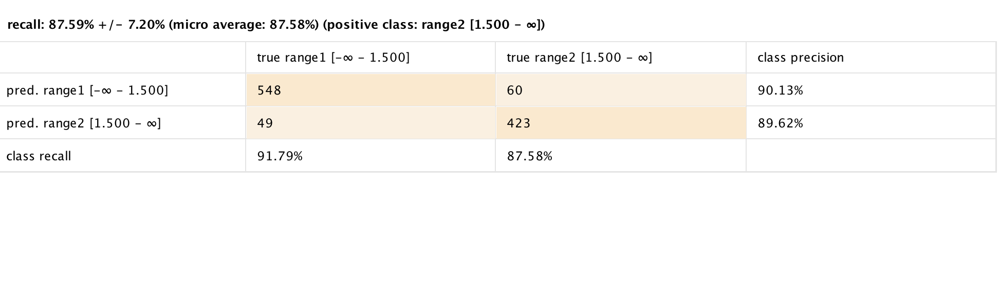 recall: 87.59% +/- 7.20% (micro average: 87.58%) (positive class: range2 [1.500 - ∞])
true range1 [-∞ - 1.500] true range2 [1.500 - ∞] class precision
pred. range1 [-∞ - 1.500] 548 60 90.13%
pred. range2 [1.500 - ∞] 49 423 89.62%
class recall 91.79% 87.58%